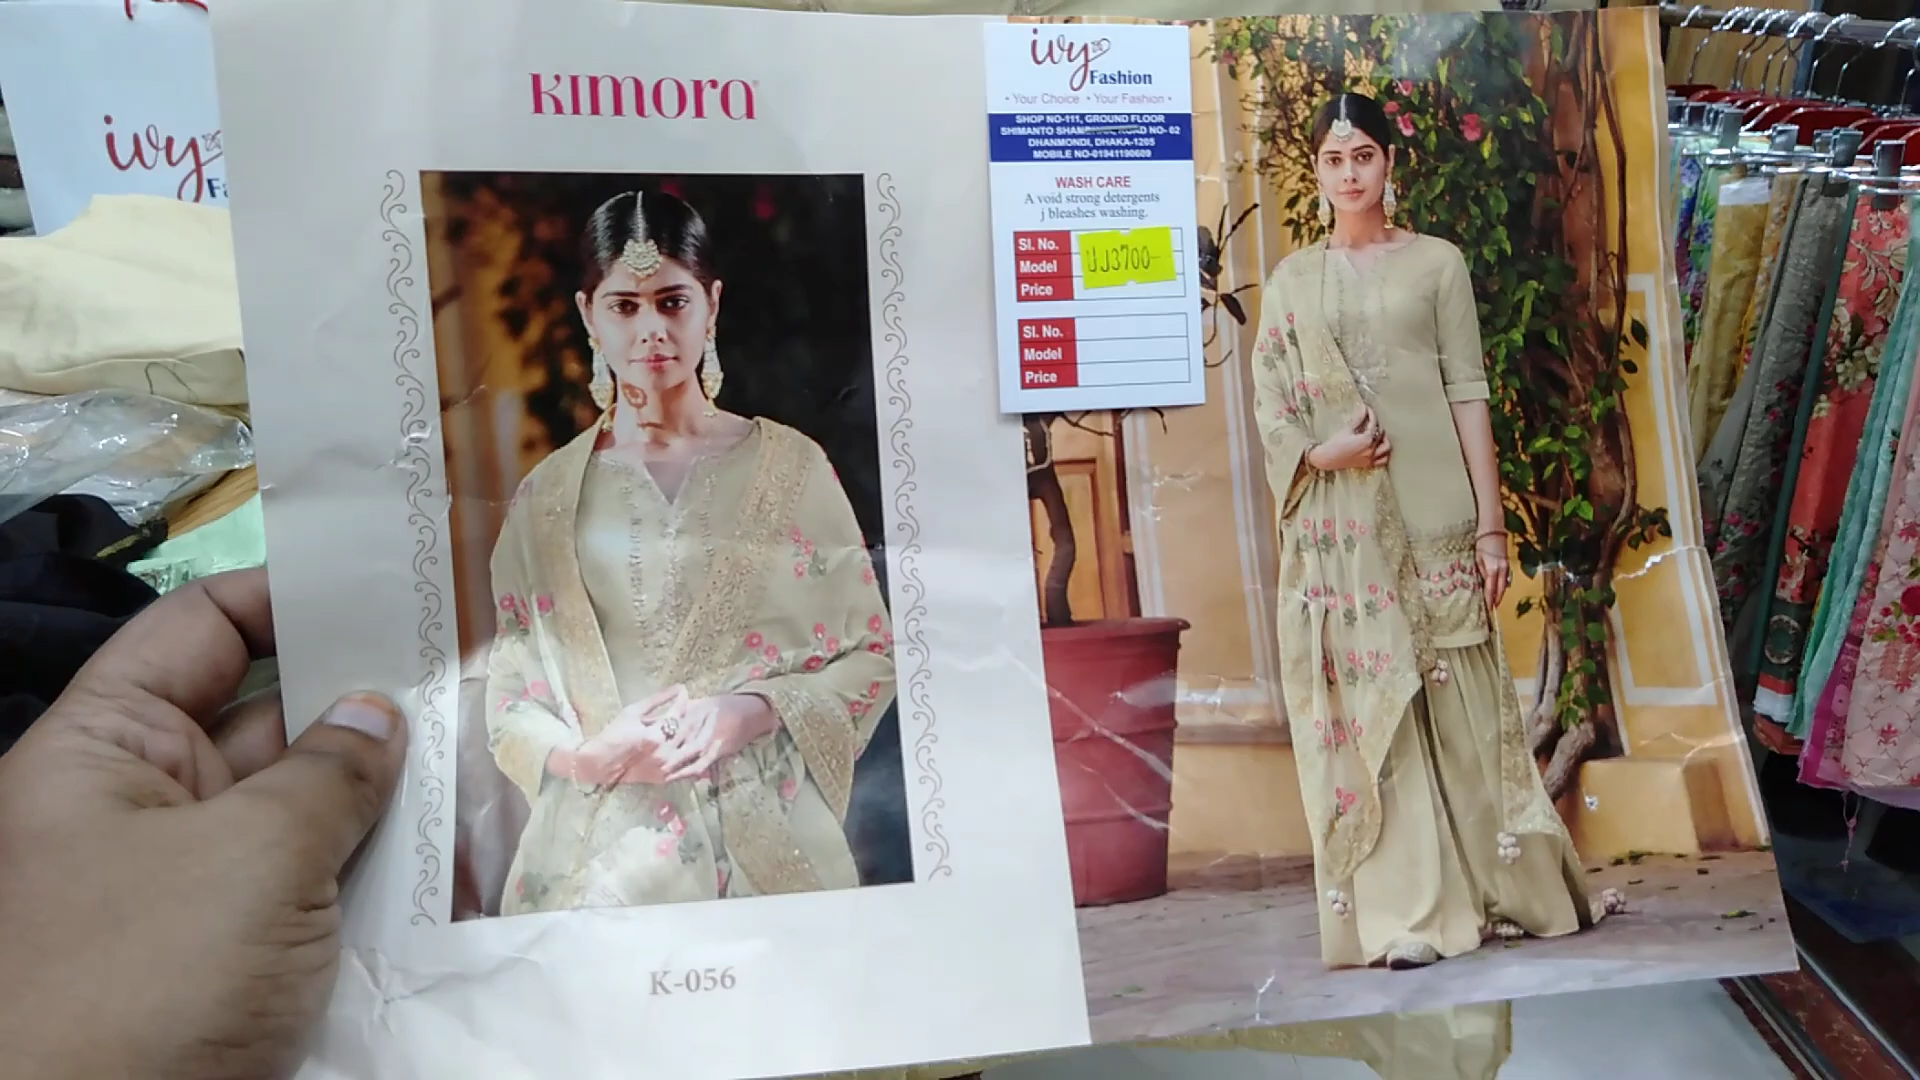 ivy
Fa
KIMORA
K-056
ivy
Fashion
• Your Choice • Your Fashion •
SHOP NO-111, GROUND FLOOR
SHIMANTO ROAD NO- 02
DHANMONDI, DHAKA-1205
MOBILE NO-01941190609
WASH CARE
A void strong detergents
j bleashes washing.
Sl. No.
Model
Price
JJ3700-
Sl. No.
Model
Price